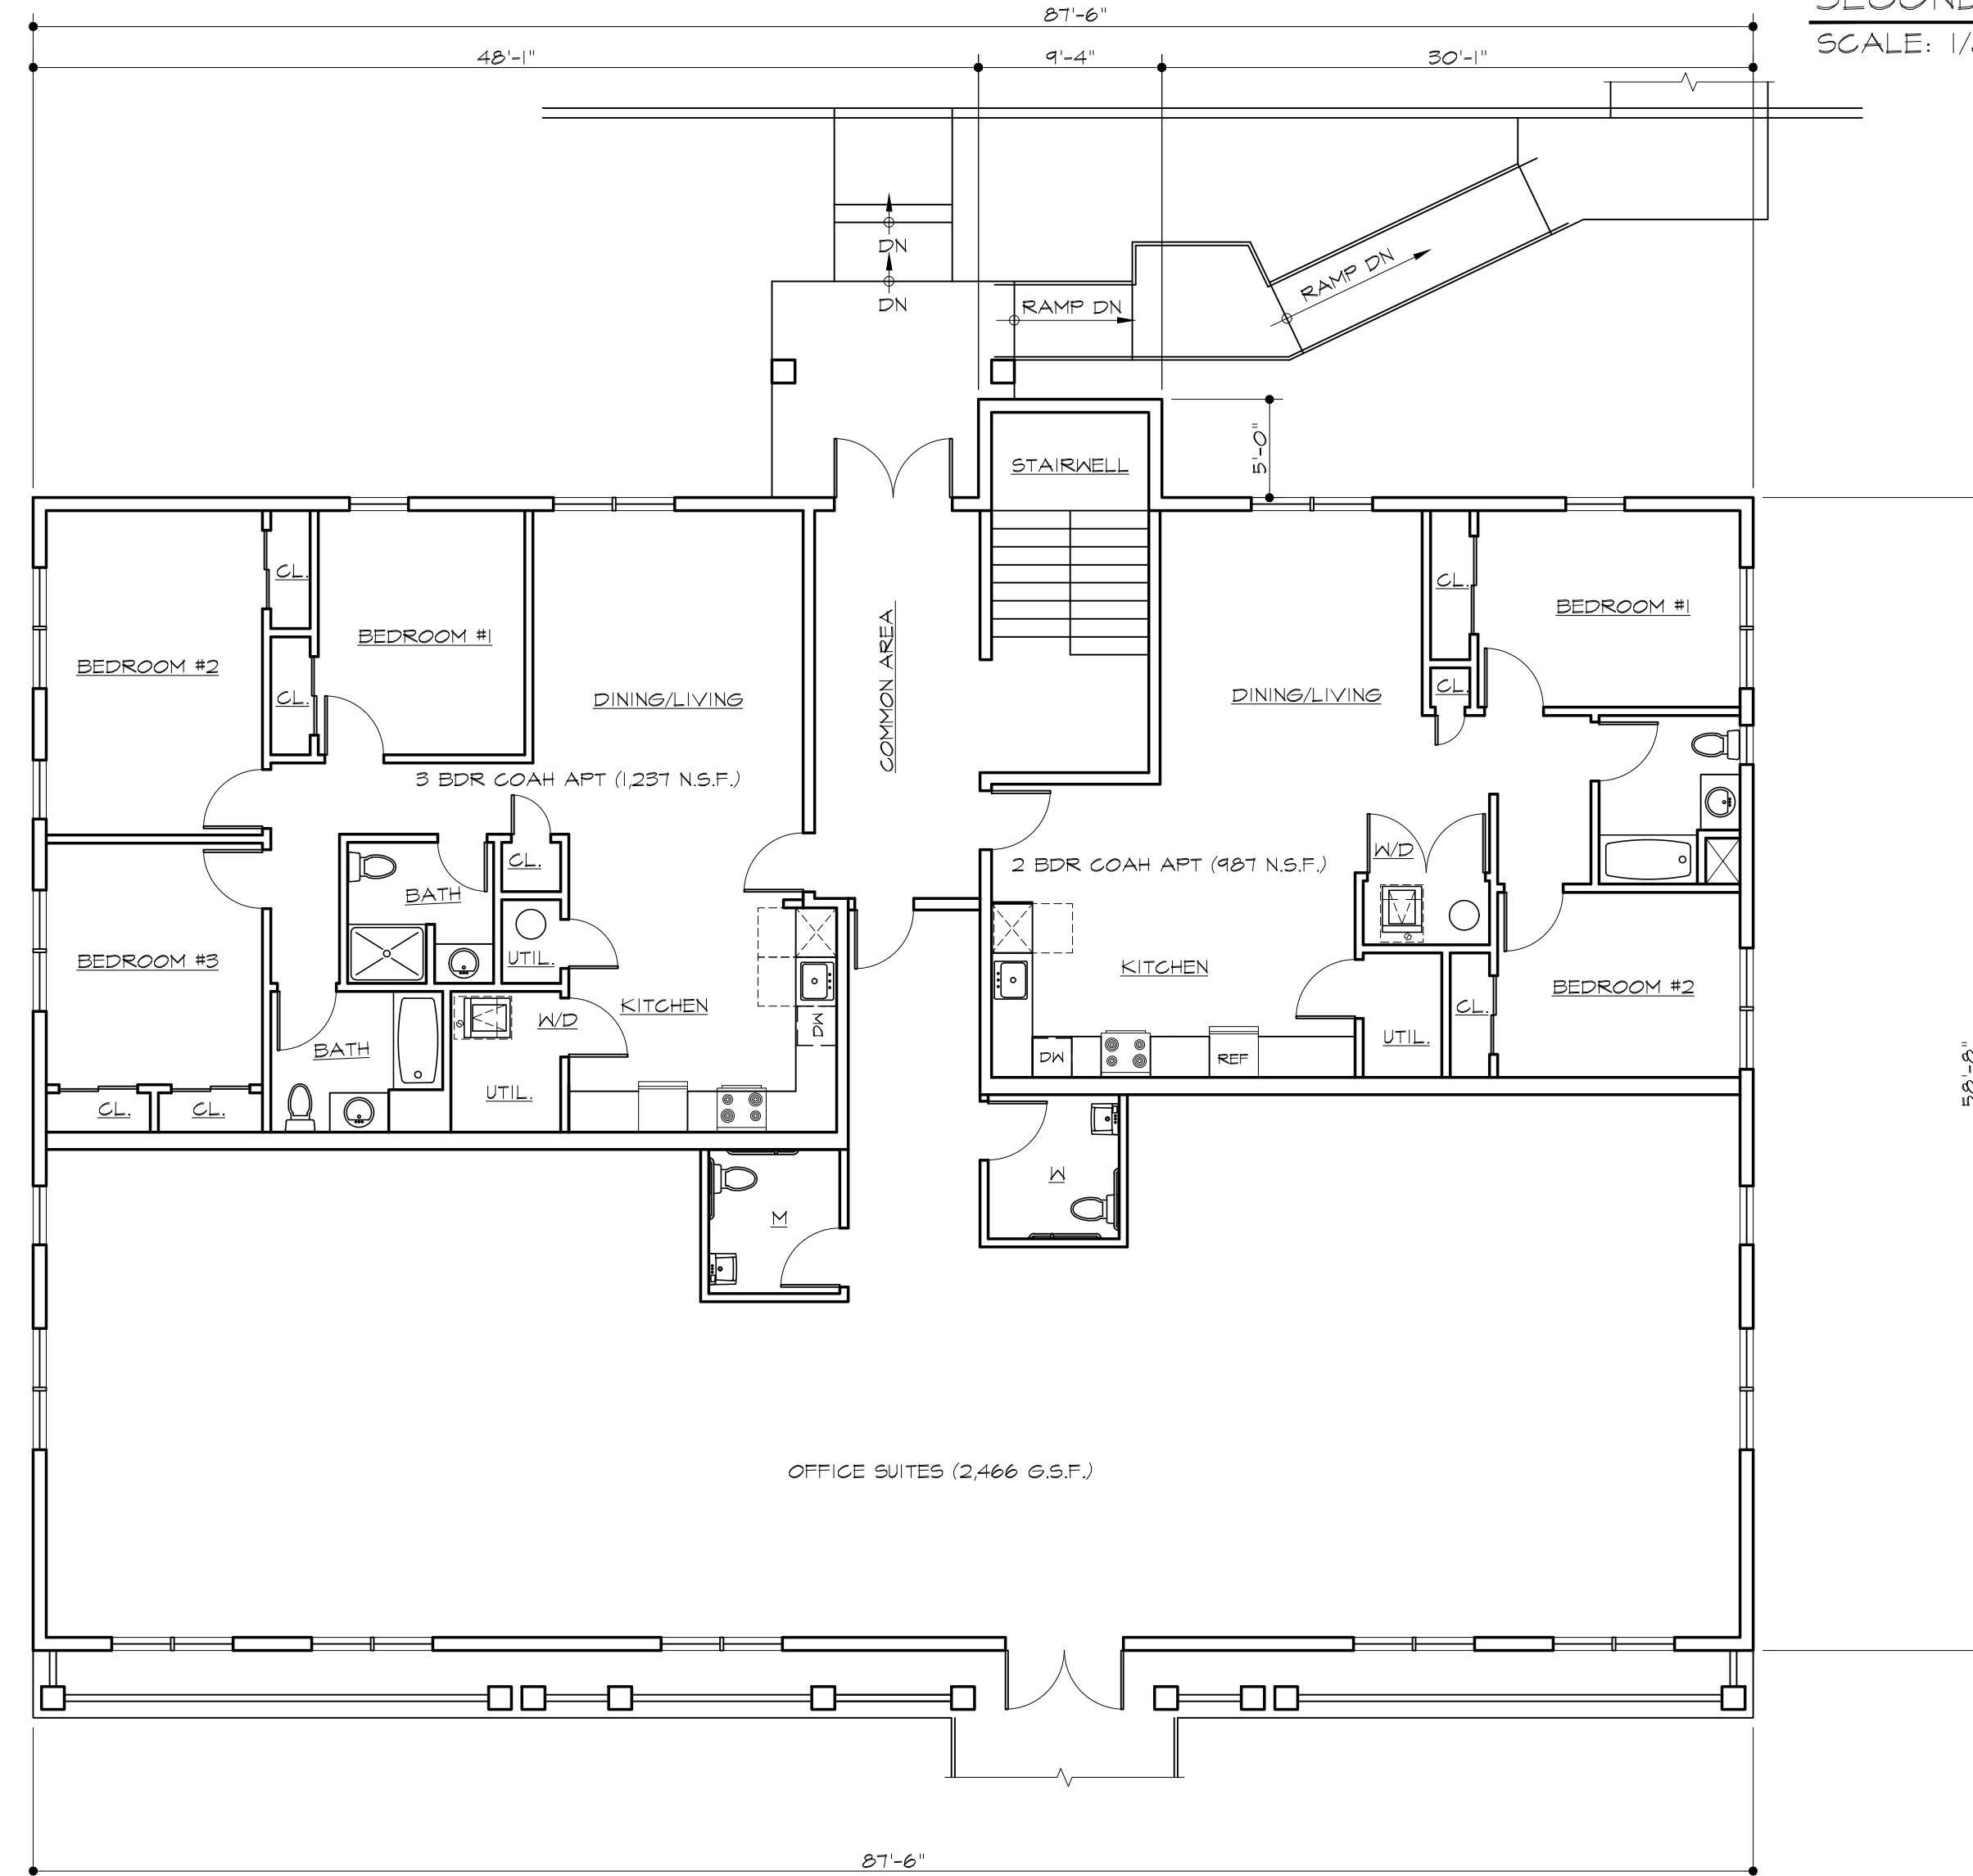 87'-6"
SECOND
48'-1"
9'-4"
30'-1"
SCALE: 1/
DN
DN
RAMP DN
RAMP DN
5'-0"
STAIRWELL
CL.
CL.
BEDROOM #1
BEDROOM #1
BEDROOM #2
COMMON AREA
CL.
CL.
DINING/LIVING
DINING/LIVING
3 BDR COAH APT (1,237 N.S.F.)
2 BDR COAH APT (987 N.S.F.)
W/D
CL.
BATH
UTIL.
BEDROOM #3
KITCHEN
BEDROOM #2
KITCHEN
W/D
DW
CL.
UTIL.
BATH
DW
REF
58'-8"
UTIL.
CL.
CL.
W
M
OFFICE SUITES (2,466 G.S.F.)
87'-6"